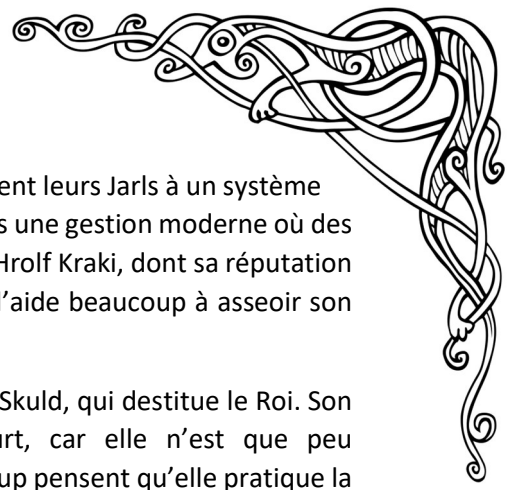 ent leurs Jarls à un système
s une gestion moderne où des
Hrolf Kraki, dont sa réputation
l’aide beaucoup à asseoir son
Skuld, qui destitue le Roi. Son
urt, car elle n’est que peu
up pensent qu’elle pratique la